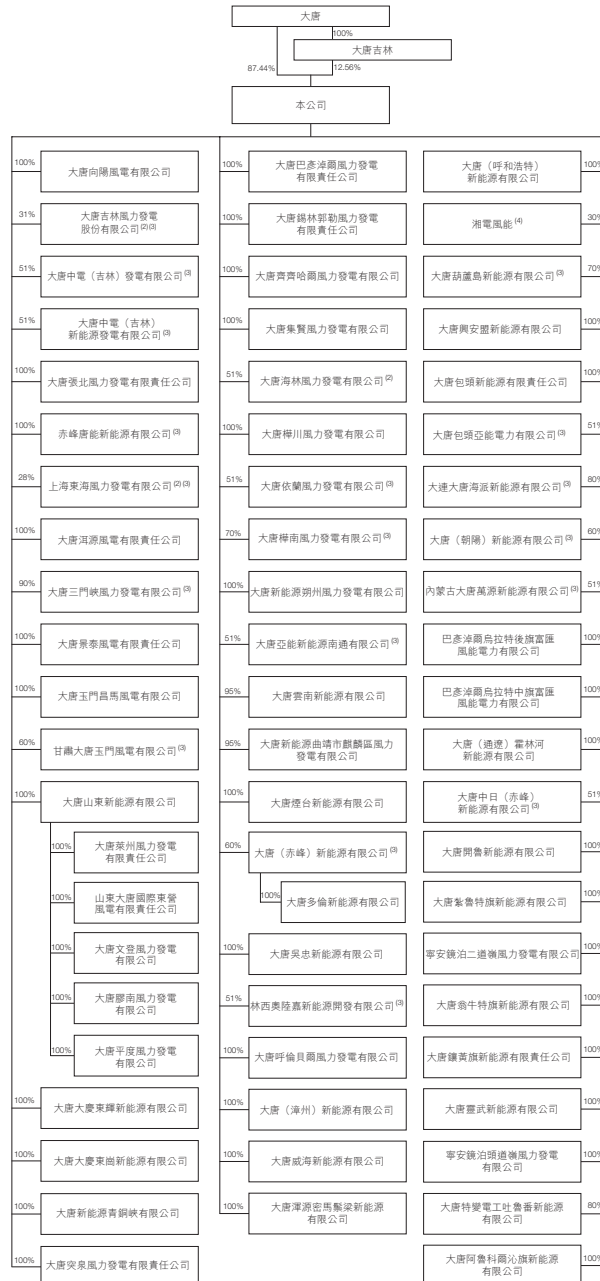 大唐
100%
大唐吉林
87.44%
12.56%
本公司
100%
大唐向陽風電有限公司
31%
大唐吉林風力發電
股份有限公司(2)(3)
51%
大唐中電（吉林）發電有限公司(3)
51%
大唐中電（吉林）
新能源發電有限公司(3)
100%
大唐張北風力發電有限責任公司
100%
赤峰唐能新能源有限公司(3)
28%
上海東海風力發電有限公司(2)(3)
100%
大唐洱源風電有限責任公司
90%
大唐三門峽風力發電有限公司(3)
100%
大唐景泰風電有限責任公司
100%
大唐玉門昌馬風電有限公司
60%
甘肅大唐玉門風電有限公司(3)
100%
大唐山東新能源有限公司
100%
大唐萊州風力發電
有限責任公司
100%
山東大唐國際東營
風電有限責任公司
100%
大唐文登風力發電
有限公司
100%
大唐膠南風力發電
有限公司
100%
大唐平度風力發電
有限公司
100%
大唐大慶東輝新能源有限公司
100%
大唐大慶東崗新能源有限公司
100%
大唐新能源青銅峽有限公司
100%
大唐突泉風力發電有限責任公司
100%
大唐巴彥淖爾風力發電
有限責任公司
100%
大唐錫林郭勒風力發電
有限責任公司
100%
大唐齊齊哈爾風力發電有限公司
100%
大唐集賢風力發電有限公司
51%
大唐海林風力發電有限公司(2)
100%
大唐樺川風力發電有限公司
51%
大唐依蘭風力發電有限公司(3)
70%
大唐樺南風力發電有限公司(3)
100%
大唐新能源朔州風力發電有限公司
51%
大唐亞能新能源南通有限公司(3)
95%
大唐雲南新能源有限公司
95%
大唐新能源曲靖市麒麟區風力
發電有限公司
100%
大唐煙台新能源有限公司
60%
大唐（赤峰）新能源有限公司(3)
100%
大唐多倫新能源有限公司
100%
大唐吳忠新能源有限公司
51%
林西奧陸嘉新能源開發有限公司(3)
100%
大唐呼倫貝爾風力發電有限公司
100%
大唐（漳州）新能源有限公司
100%
大唐威海新能源有限公司
100%
大唐渾源密馬鬃梁新能源
有限公司
大唐（呼和浩特）
新能源有限公司
100%
湘電風能(4)
30%
大唐葫蘆島新能源有限公司(3)
70%
大唐興安盟新能源有限公司
100%
大唐包頭新能源有限責任公司
100%
大唐包頭亞能電力有限公司(3)
51%
大連大唐海派新能源有限公司(3)
80%
大唐（朝陽）新能源有限公司(3)
60%
內蒙古大唐萬源新能源有限公司(3)
51%
巴彥淖爾烏拉特後旗富匯
風能電力有限公司
100%
巴彥淖爾烏拉特中旗富匯
風能電力有限公司
100%
大唐（通遼）霍林河
新能源有限公司
100%
大唐中日（赤峰）
新能源有限公司(3)
51%
大唐開魯新能源有限公司
100%
大唐紮魯特旗新能源有限公司
100%
寧安鏡泊二道嶺風力發電有限公司
100%
大唐翁牛特旗新能源有限公司
100%
大唐鑲黃旗新能源有限責任公司
100%
大唐靈武新能源有限公司
100%
寧安鏡泊頭道嶺風力發電
有限公司
100%
大唐特變電工吐魯番新能源
有限公司
80%
大唐阿魯科爾沁旗新能源
有限公司
100%